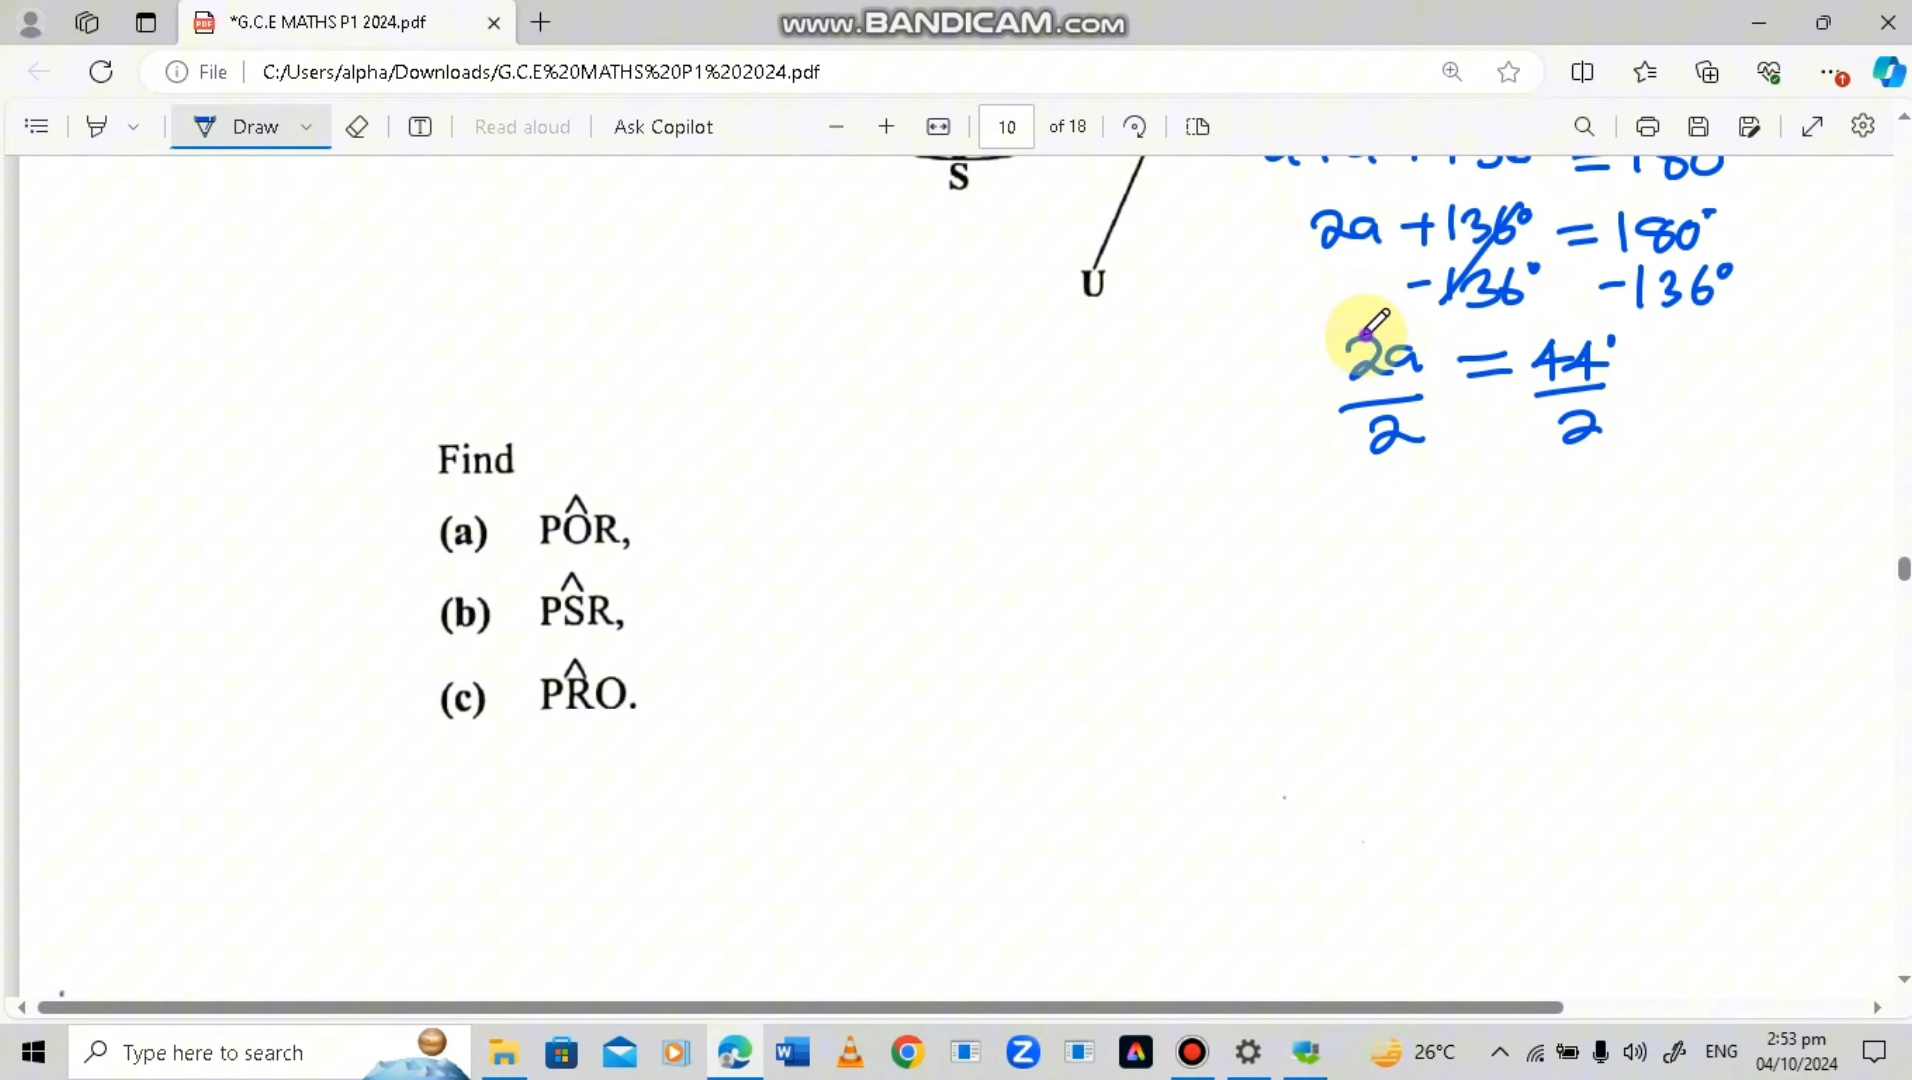 *G.C.E MATHS P1 2024.pdf
www.BANDICAM.com
File
C:/Users/alpha/Downloads/G.C.E%20MATHS%20P1%202024.pdf
Draw
Read aloud
Ask Copilot
10
of 18
S
= 180
2a + 136° = 180°
- 136° - 136°
U
2a = 44°
2 2
Find
(a) PÔR,
(b) PŜR,
(c) PR̂O.
Type here to search
26°C
ENG
2:53 pm
04/10/2024